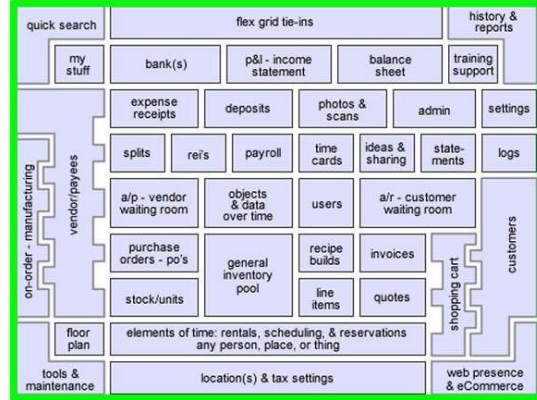 quick search
flex grid tie-ins
history &
reports
my
stuff
bank(s)
p&l - income
statement
balance
sheet
training
support
expense
receipts
deposits
photos &
scans
admin
settings
splits
rei's
payroll
time
cards
ideas &
sharing
state-
ments
logs
on-order - manufacturing
vendor/payees
a/p - vendor
waiting room
objects
& data
over time
users
a/r - customer
waiting room
customers
purchase
orders - po's
general
inventory
pool
recipe
builds
invoices
shopping cart
stock/units
line
items
quotes
floor
plan
elements of time: rentals, scheduling, & reservations
any person, place, or thing
tools &
maintenance
location(s) & tax settings
web presence
& eCommerce